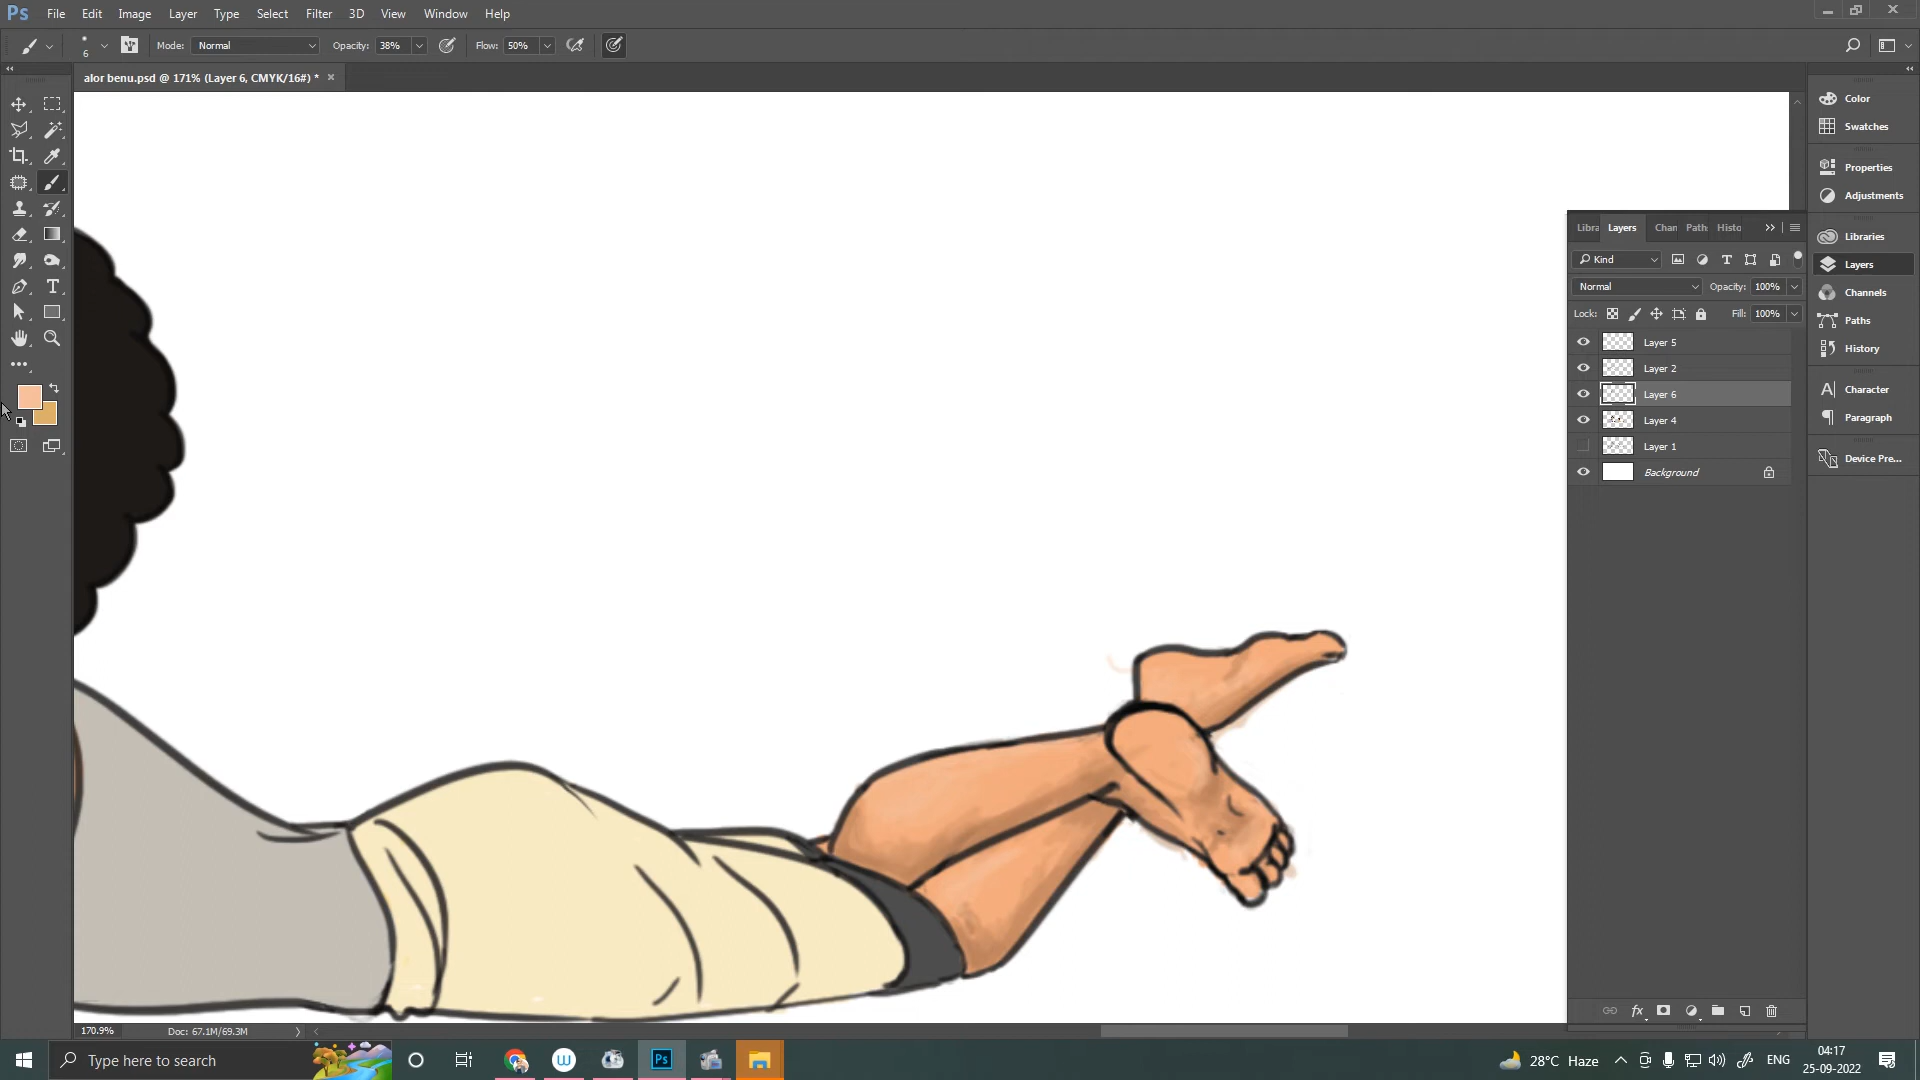 Ps File Edit Image Layer Type Select Filter 3D View Window Help
6 Mode: Normal Opacity: 38% Flow: 50%
alor benu.psd @ 171% (Layer 6, CMYK/16#) * ×
Color
Swatches
Properties
Adjustments
Libraries
Layers
Channels
Paths
History
Character
Paragraph
Device Pre...
Libra Layers Chan Path Histo
Kind
Normal Opacity: 100%
Lock: Fill: 100%
Layer 5
Layer 2
Layer 6
Layer 4
Layer 1
Background
fx
170.9% Doc: 67.1M/69.3M
Type here to search
Ps
28°C Haze ENG
04:17
25-09-2022